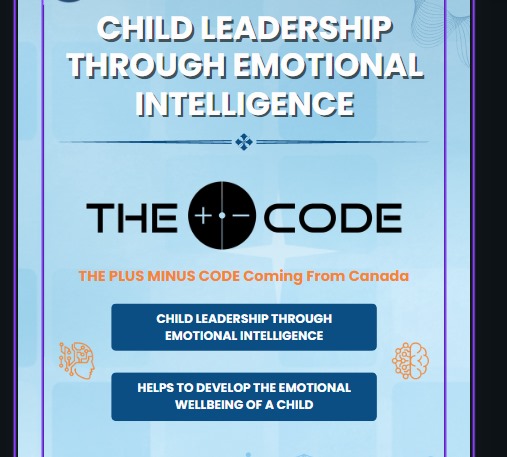 CHILD LEADERSHIP
THROUGH EMOTIONAL
INTELLIGENCE
THE + - CODE
THE PLUS MINUS CODE Coming From Canada
CHILD LEADERSHIP THROUGH
EMOTIONAL INTELLIGENCE
HELPS TO DEVELOP THE EMOTIONAL
WELLBEING OF A CHILD